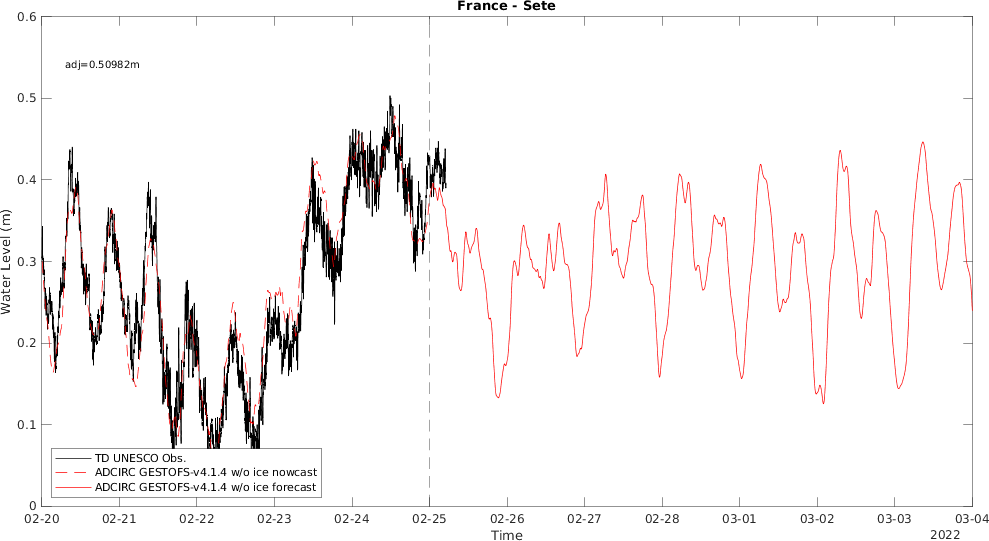 France - Sete
adj=0.50982m
Water Level (m)
0.6
0.5
0.4
0.3
0.2
0.1
0
TD UNESCO Obs.
ADCIRC GESTOFS-v4.1.4 w/o ice nowcast
ADCIRC GESTOFS-v4.1.4 w/o ice forecast
02-20 02-21 02-22 02-23 02-24 02-25 02-26 02-27 02-28 03-01 03-02 03-03 03-04
Time
2022